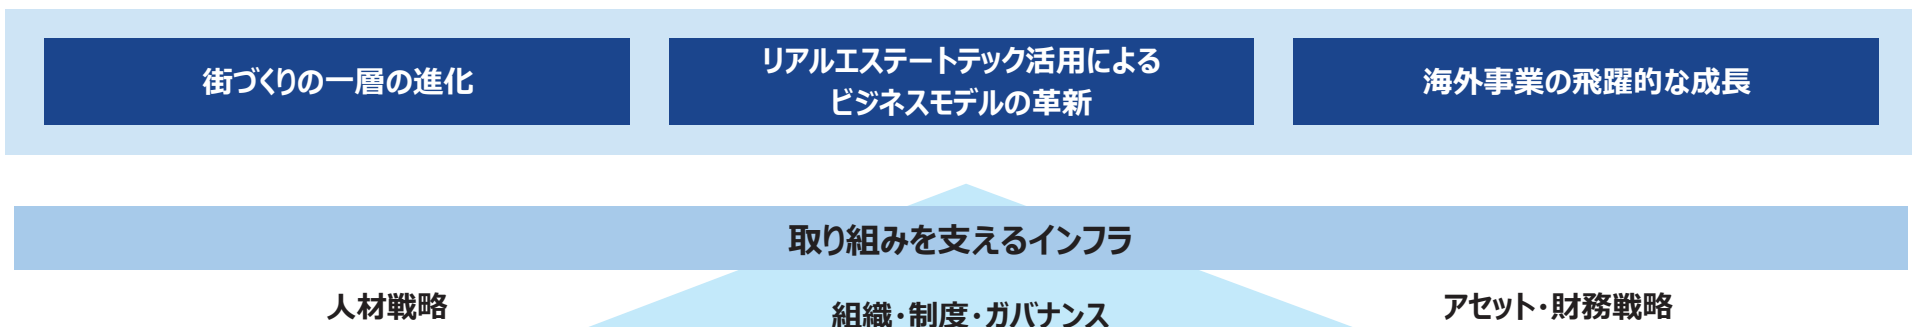 街づくりの一層の進化
リアルエステートテック活用による
ビジネスモデルの革新
海外事業の飛躍的な成長
取り組みを支えるインフラ
人材戦略
組織・制度・ガバナンス
アセット・財務戦略